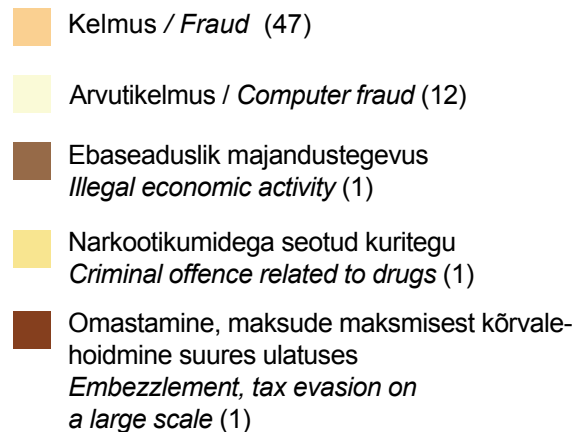 Kelmus / Fraud (47)
Arvutikelmus / Computer fraud (12)
Ebaseaduslik majandustegevus
Illegal economic activity (1)
Narkootikumidega seotud kuritegu
Criminal offence related to drugs (1)
Omastamine, maksude maksmisest kõrvale-
hoidmine suures ulatuses
Embezzlement, tax evasion on
a large scale (1)